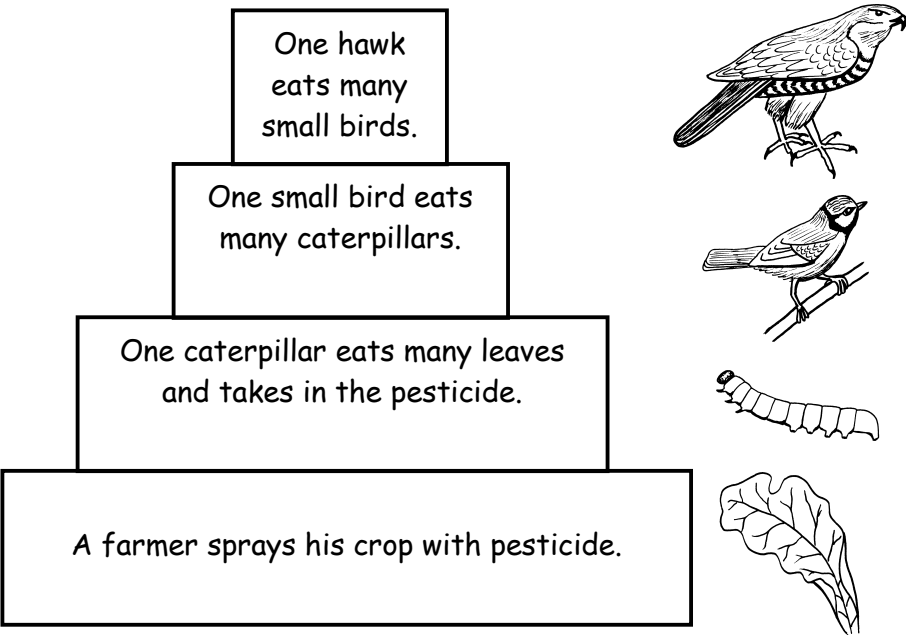 One hawk
eats many
small birds.
One small bird eats
many caterpillars.
One caterpillar eats many leaves
and takes in the pesticide.
A farmer sprays his crop with pesticide.